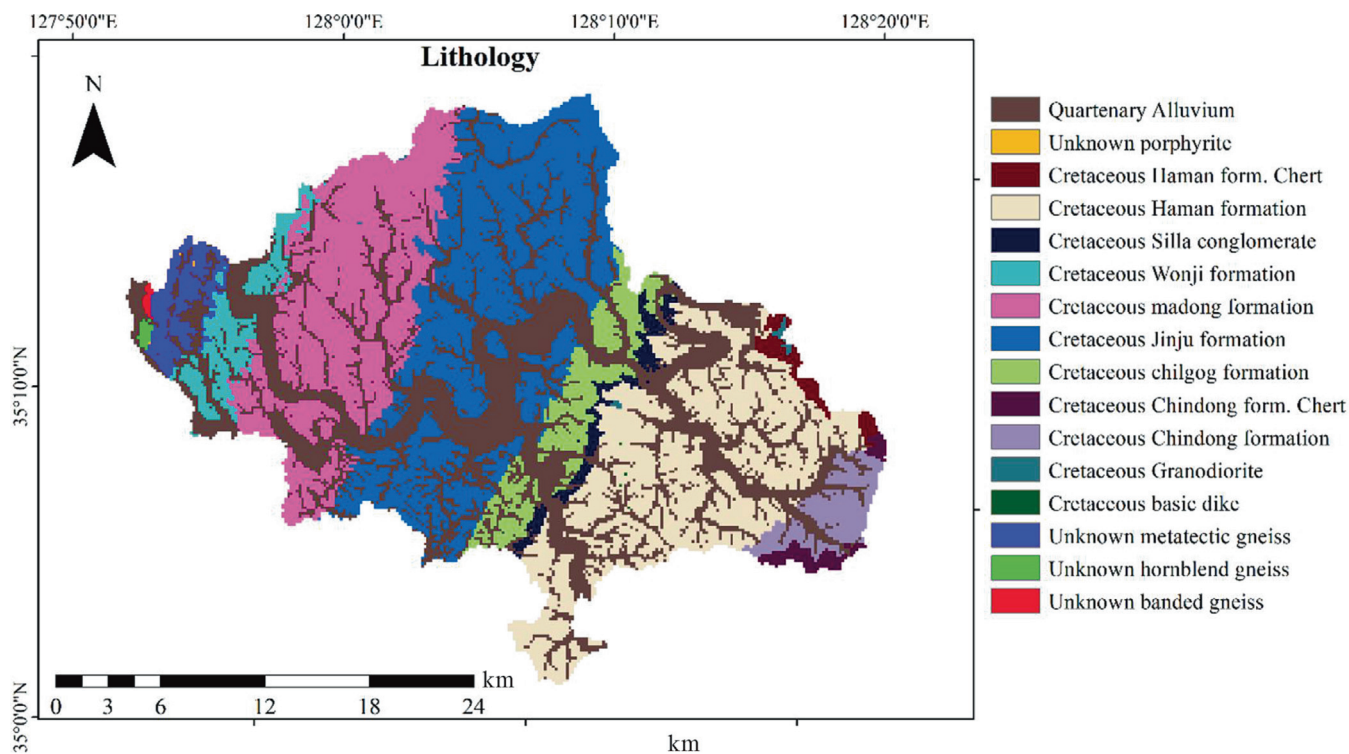 127°50'0"E 128°0'0"E 128°10'0"E 128°20'0"E
Lithology
N
Quartenary Alluvium
Unknown porphyrite
Cretaceous Haman form. Chert
Cretaceous Haman formation
Cretaceous Silla conglomerate
Cretaceous Wonji formation
Cretaceous madong formation
Cretaceous Jinju formation
Cretaceous chilgog formation
Cretaceous Chindong form. Chert
Cretaceous Chindong formation
Cretaceous Granodiorite
Cretaceous basic dike
Unknown metatectic gneiss
Unknown hornblend gneiss
Unknown banded gneiss
35°10'0"N
35°0'0"N
km
0 3 6 12 18 24
km